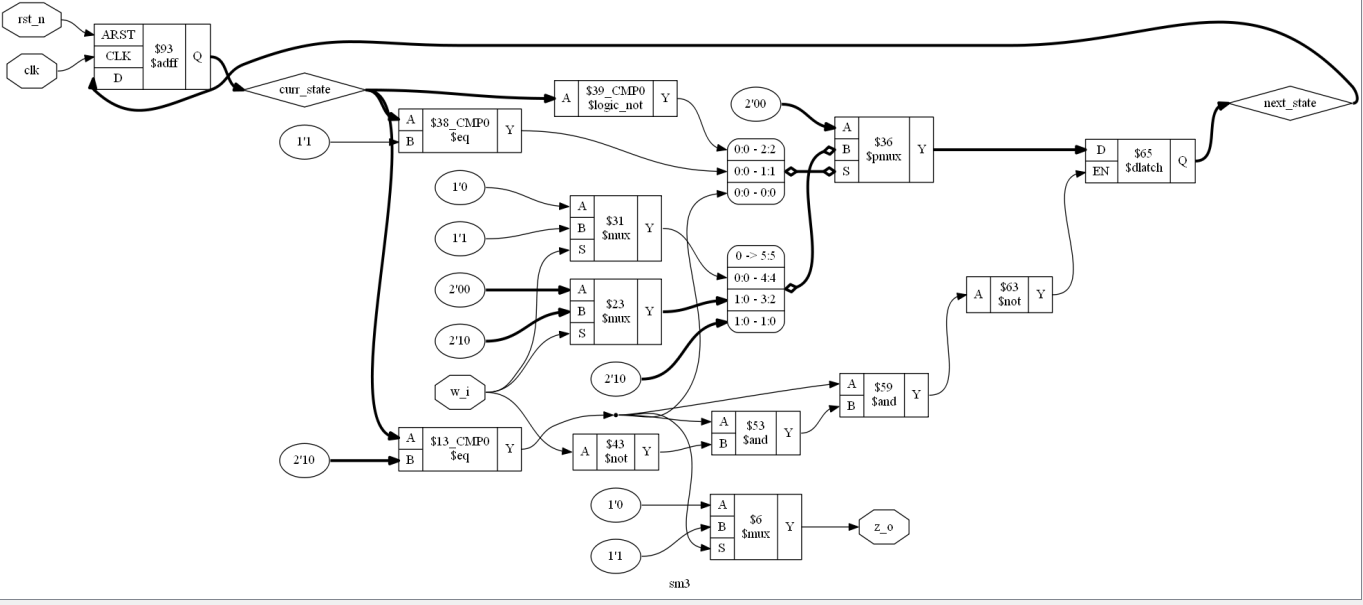 rst_n
clk
ARST
CLK
D
$93
$adff
Q
curr_state
1'1
A
B
$38_CMP0
$eq
Y
A
$39_CMP0
$logic_not
Y
2'00
0:0 - 2:2
0:0 - 1:1
0:0 - 0:0
A
B
S
$36
$pmux
Y
D
EN
$65
$dlatch
Q
next_state
1'0
1'1
A
B
S
$31
$mux
Y
2'00
2'10
A
B
S
$23
$mux
Y
0 -> 5:5
0:0 - 4:4
1:0 - 3:2
1:0 - 1:0
2'10
w_i
A
$63
$not
Y
A
B
$59
$and
Y
2'10
A
B
$13_CMP0
$eq
Y
A
$43
$not
Y
A
B
$53
$and
Y
1'0
1'1
A
B
S
$6
$mux
Y
z_o
sm3